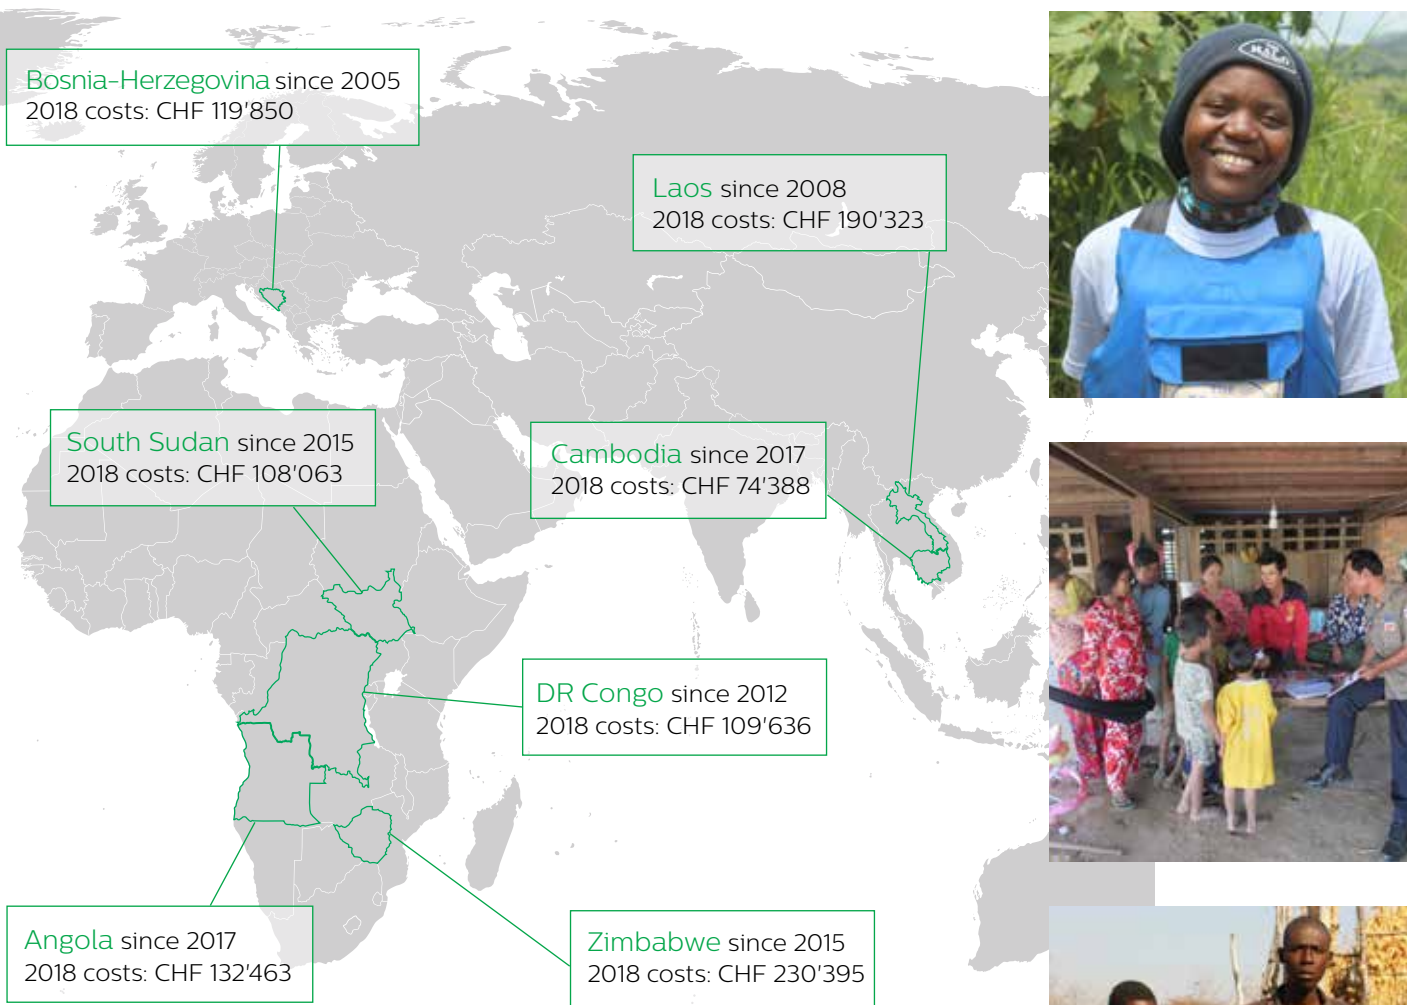 Bosnia-Herzegovina since 2005
2018 costs: CHF 119'850
Laos since 2008
2018 costs: CHF 190'323
South Sudan since 2015
2018 costs: CHF 108'063
Cambodia since 2017
2018 costs: CHF 74'388
DR Congo since 2012
2018 costs: CHF 109'636
Angola since 2017
2018 costs: CHF 132'463
Zimbabwe since 2015
2018 costs: CHF 230'395
HALO